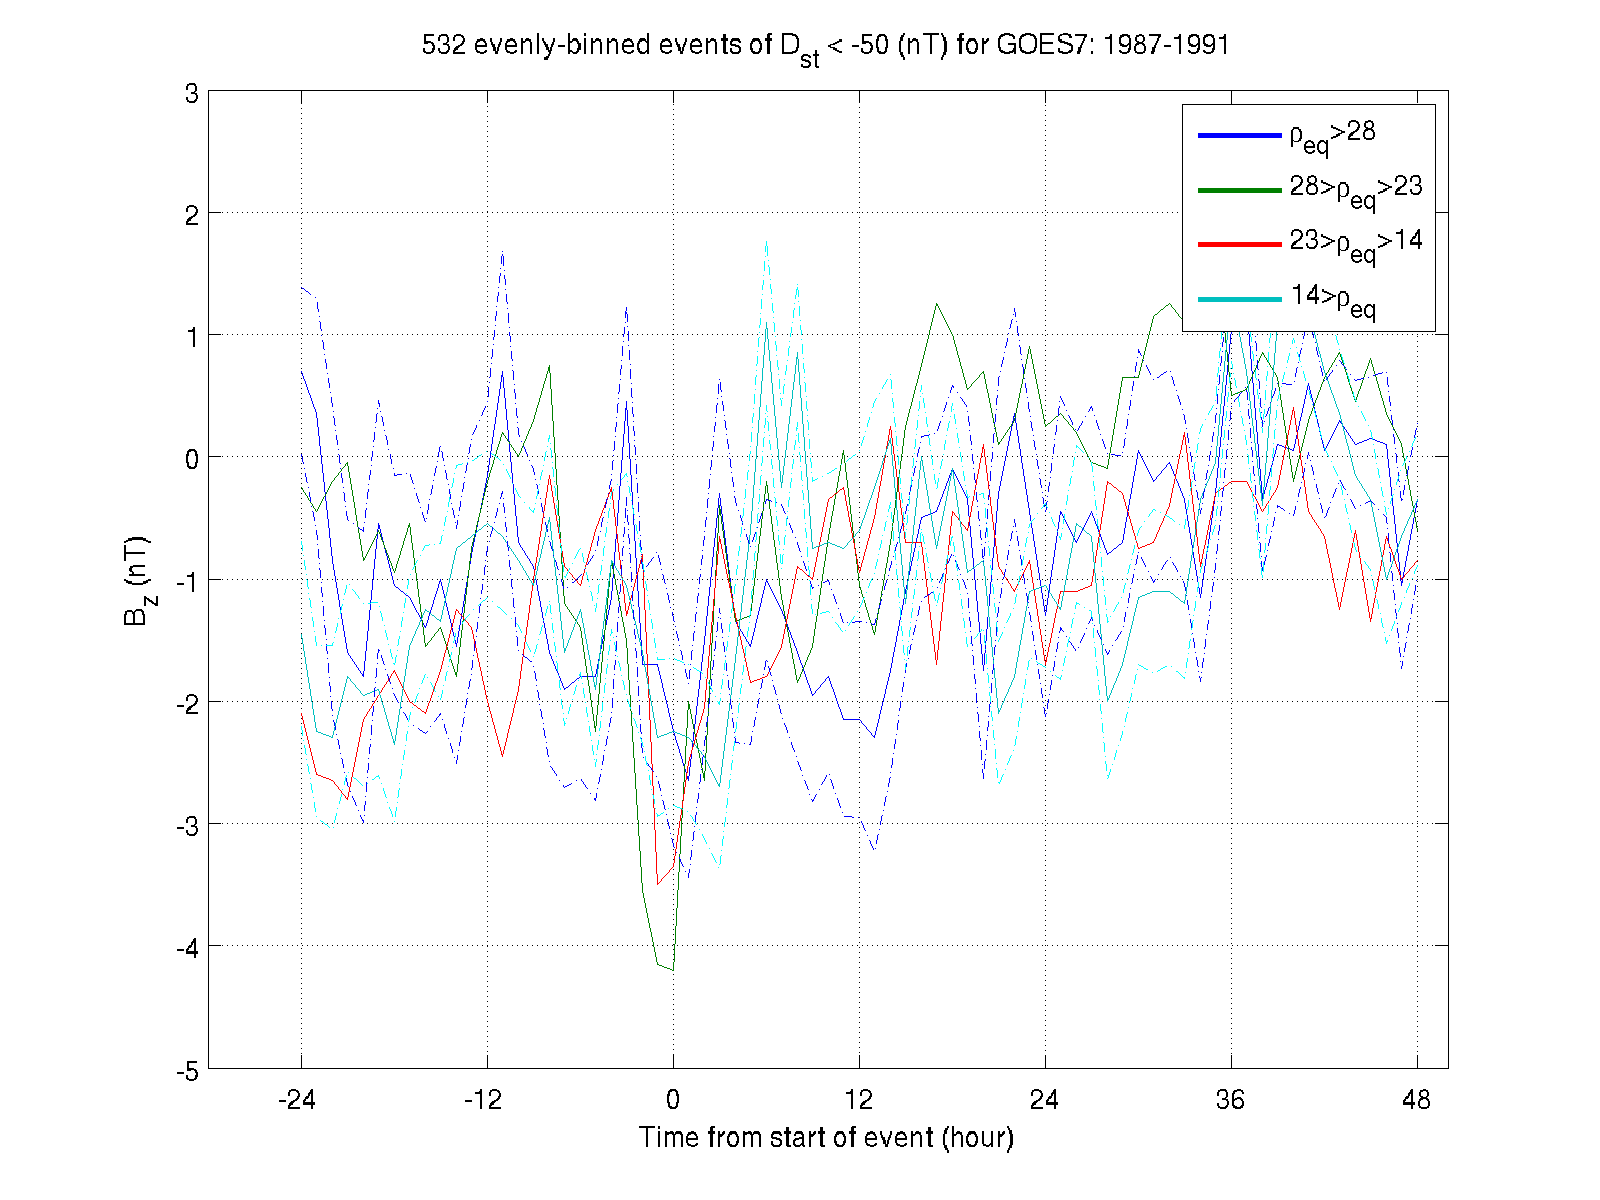 532 evenly-binned events of Dst < -50 (nT) for GOES7: 1987-1991
3
2
1
0
-1
-2
-3
-4
-5
Bz (nT)
-24 -12 0 12 24 36 48
Time from start of event (hour)
ρeq>28
28>ρeq>23
23>ρeq>14
14>ρeq